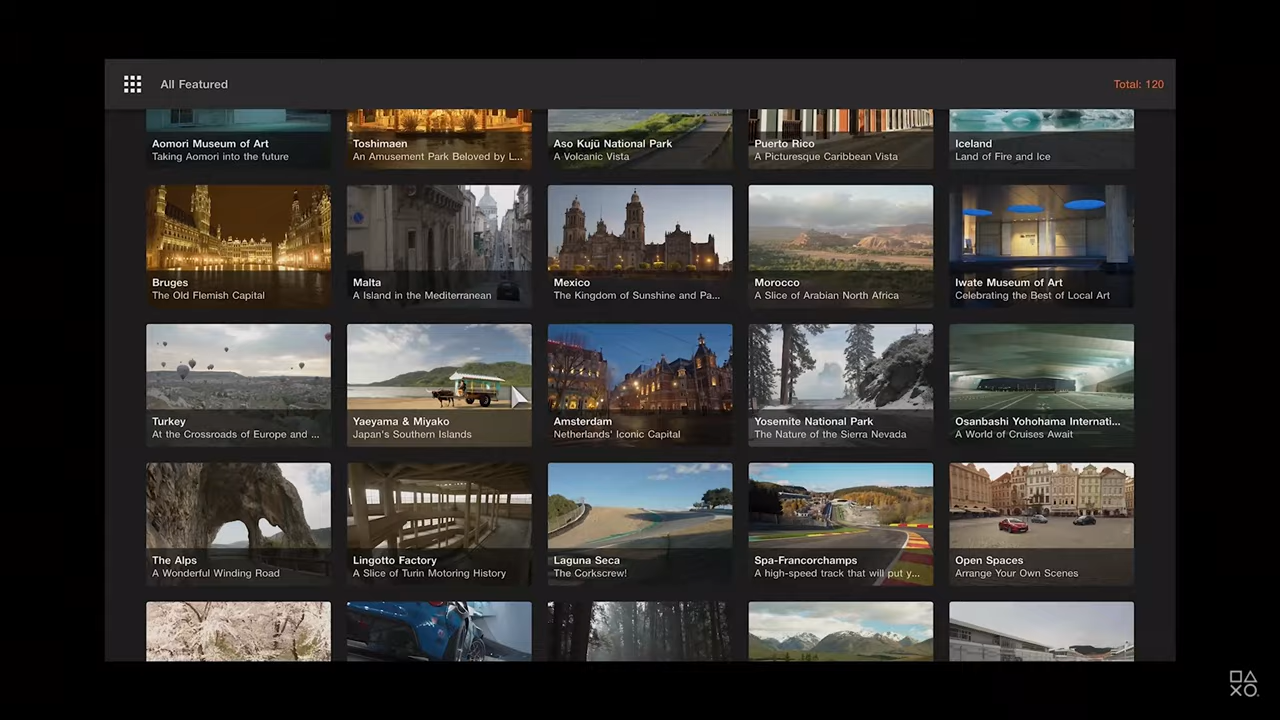 All Featured
Total: 120
Aomori Museum of Art
Taking Aomori into the future
Toshimaen
An Amusement Park Beloved by L...
Aso Kujū National Park
A Volcanic Vista
Puerto Rico
A Picturesque Caribbean Vista
Iceland
Land of Fire and Ice
Bruges
The Old Flemish Capital
Malta
A Island in the Mediterranean
Mexico
The Kingdom of Sunshine and Pa...
Morocco
A Slice of Arabian North Africa
Iwate Museum of Art
Celebrating the Best of Local Art
Turkey
At the Crossroads of Europe and ...
Yaeyama & Miyako
Japan's Southern Islands
Amsterdam
Netherlands' Iconic Capital
Yosemite National Park
The Nature of the Sierra Nevada
Osanbashi Yohohama Internati...
A World of Cruises Await
The Alps
A Wonderful Winding Road
Lingotto Factory
A Slice of Turin Motoring History
Laguna Seca
The Corkscrew!
Spa-Francorchamps
A high-speed track that will put y...
Open Spaces
Arrange Your Own Scenes